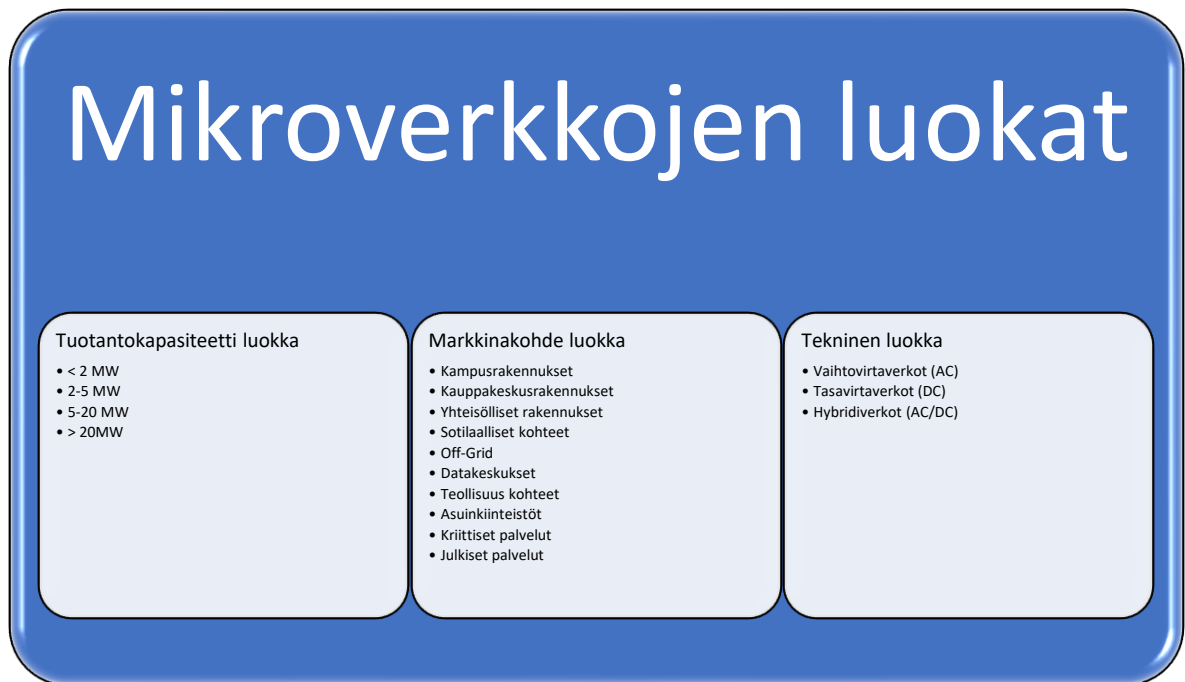 Mikroverkkojen luokat
Tuotantokapasiteetti luokka
• < 2 MW
• 2-5 MW
• 5-20 MW
• > 20MW
Markkinakohde luokka
• Kampusrakennukset
• Kauppakeskusrakennukset
• Yhteisölliset rakennukset
• Sotilaalliset kohteet
• Off-Grid
• Datakeskukset
• Teollisuus kohteet
• Asuinkiinteistöt
• Kriittiset palvelut
• Julkiset palvelut
Tekninen luokka
• Vaihtovirtaverkot (AC)
• Tasavirtaverkot (DC)
• Hybridiverkot (AC/DC)